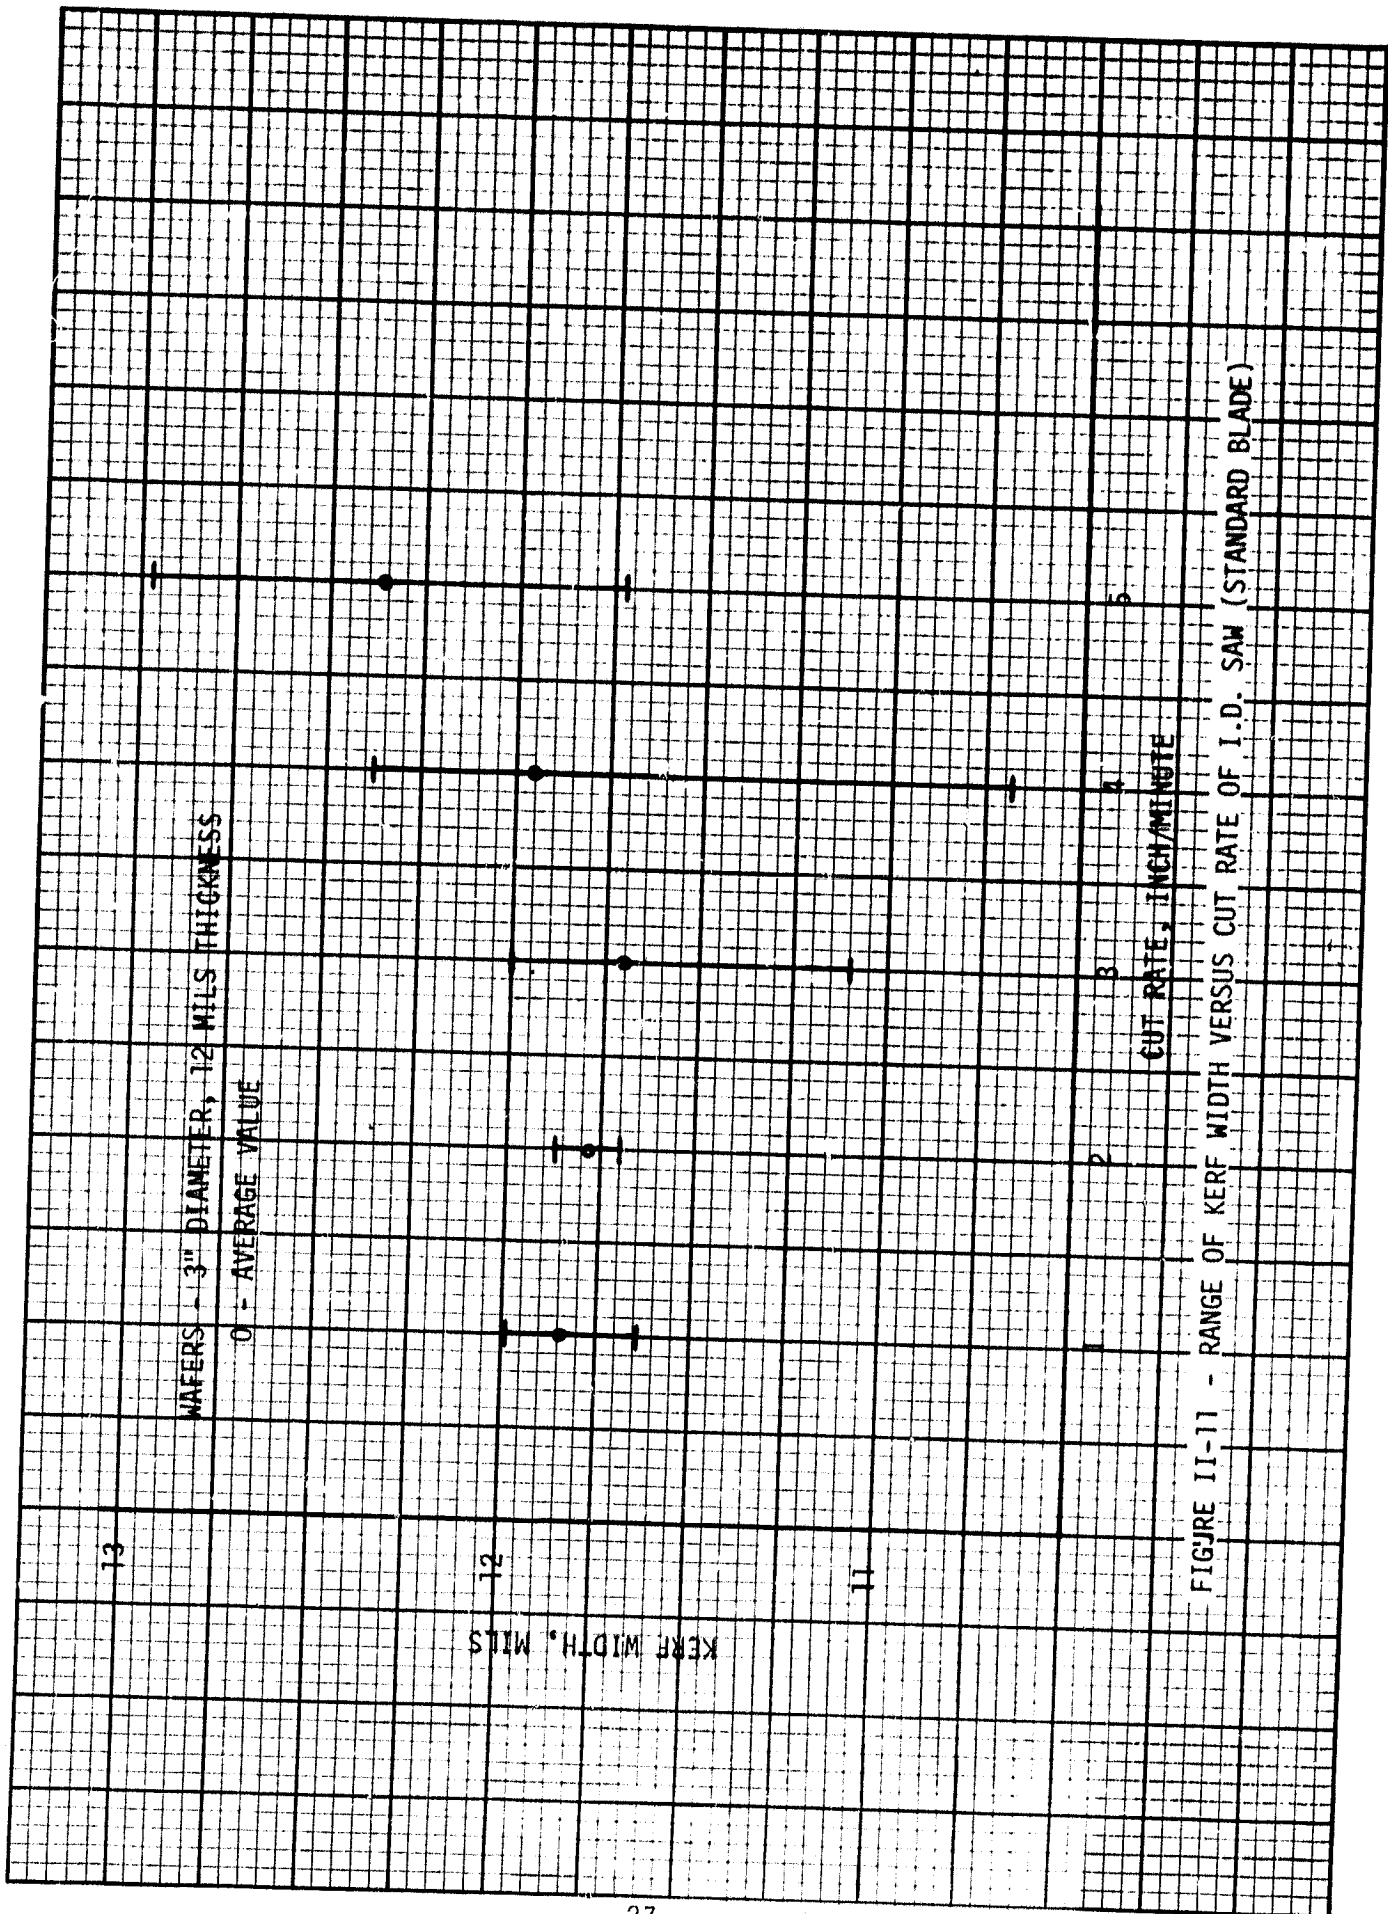 WAFERS - 3" DIAMETER, 12 MILS THICKNESS
O - AVERAGE VALUE
13
12
11
KERF WIDTH, MILS
1 2 3 4 5
CUT RATE, INCH/MINUTE
FIGURE II-11 - RANGE OF KERF WIDTH VERSUS CUT RATE OF I.D. SAW (STANDARD BLADE)
27